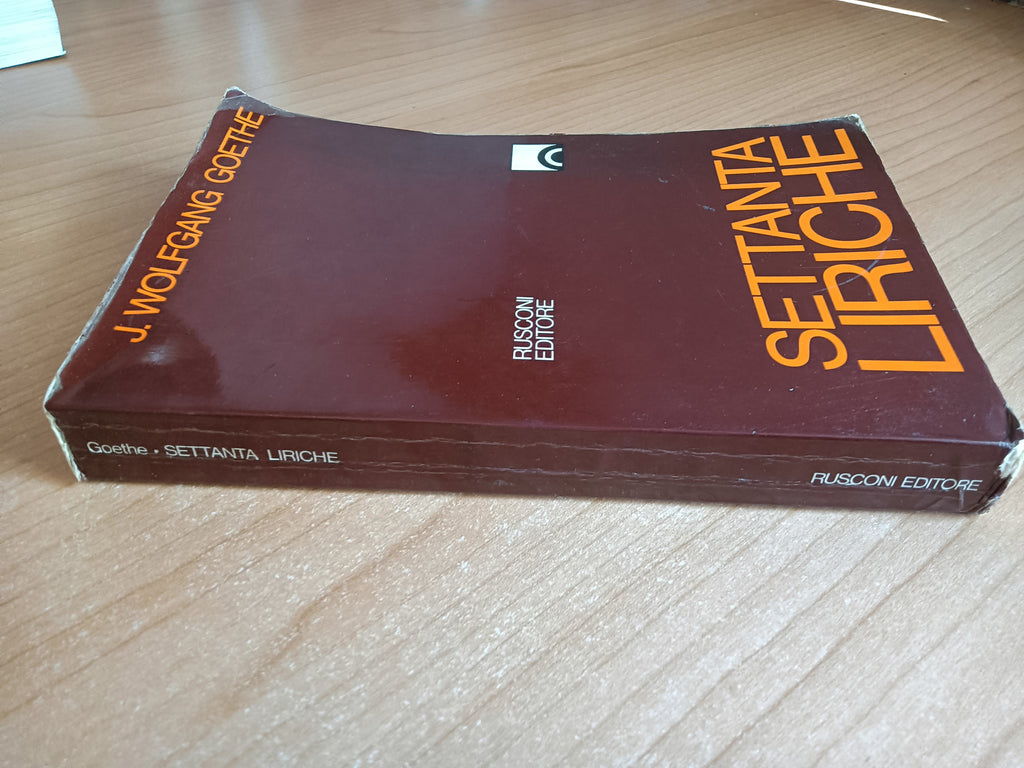 J. WOLFGANG GOETHE
SETTANTA
LIRICHE
RUSCONI
EDITORE
Goethe • SETTANTA LIRICHE
RUSCONI EDITORE